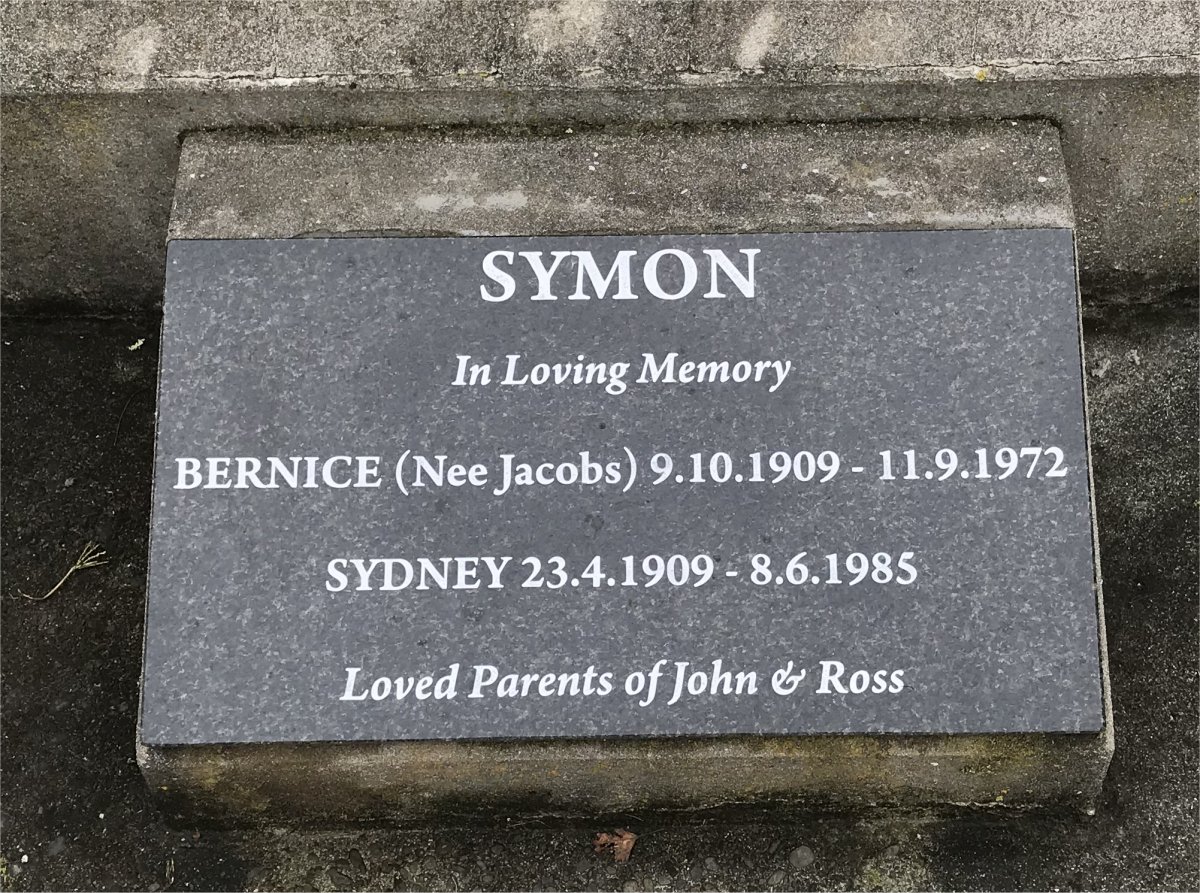 SYMON
In Loving Memory
BERNICE (Nee Jacobs) 9.10.1909 - 11.9.1972
SYDNEY 23.4.1909 - 8.6.1985
Loved Parents of John & Ross